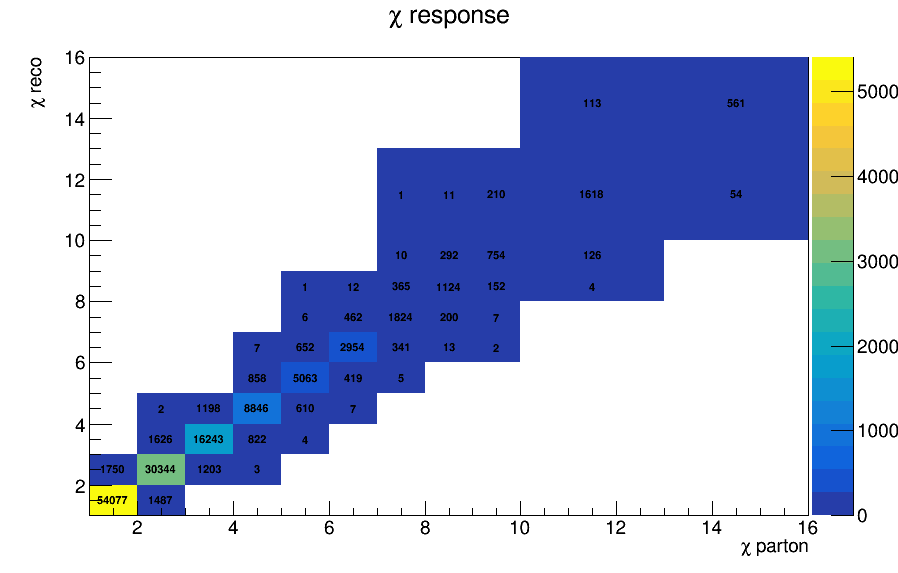 χ response
χ reco
16
14
12
10
8
6
4
2
113 561
1 11 210 1618 54
10 292 754 126
1 12 365 1124 152 4
6 462 1824 200 7
7 652 2954 341 13 2
858 5063 419 5
2 1198 8846 610 7
1626 16243 822 4
1750 30344 1203 3
54077 1487
2 4 6 8 10 12 14 16
χ parton
5000
4000
3000
2000
1000
0